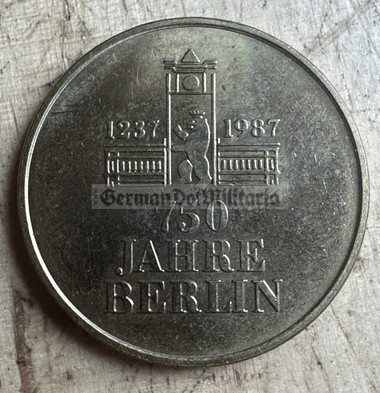 1237 1987
GermanDotMilitaria
750
JAHRE
BERLIN